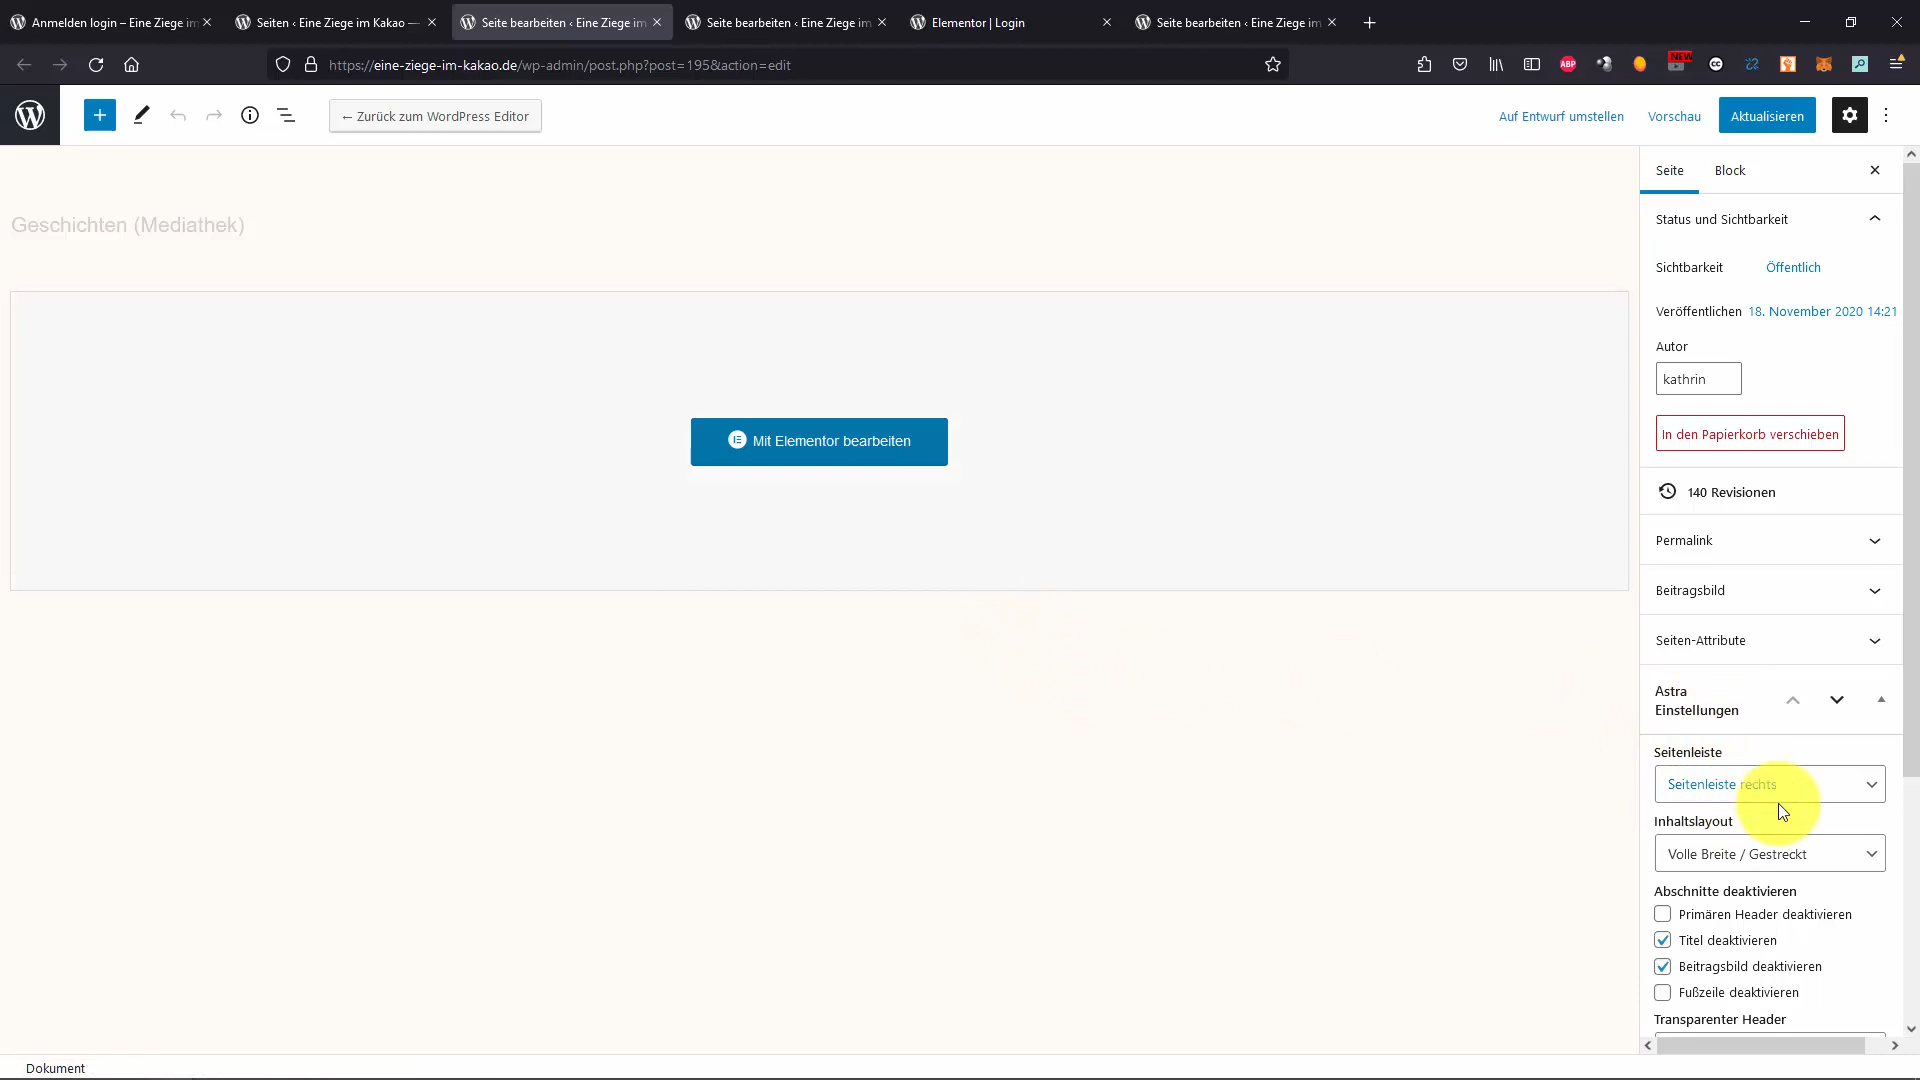 Anmelden login – Eine Ziege im
Seiten ‹ Eine Ziege im Kakao —
Seite bearbeiten ‹ Eine Ziege im
Seite bearbeiten ‹ Eine Ziege im
Elementor | Login
Seite bearbeiten ‹ Eine Ziege im
https://eine-ziege-im-kakao.de/wp-admin/post.php?post=195&action=edit
ABP
NEW
← Zurück zum WordPress Editor
Auf Entwurf umstellen
Vorschau
Aktualisieren
Seite
Block
Geschichten (Mediathek)
Status und Sichtbarkeit
Sichtbarkeit
Öffentlich
Veröffentlichen
18. November 2020 14:21
Autor
kathrin
In den Papierkorb verschieben
Mit Elementor bearbeiten
140 Revisionen
Permalink
Beitragsbild
Seiten-Attribute
Astra
Einstellungen
Seitenleiste
Seitenleiste rechts
Inhaltslayout
Volle Breite / Gestreckt
Abschnitte deaktivieren
Primären Header deaktivieren
Titel deaktivieren
Beitragsbild deaktivieren
Fußzeile deaktivieren
Transparenter Header
Dokument